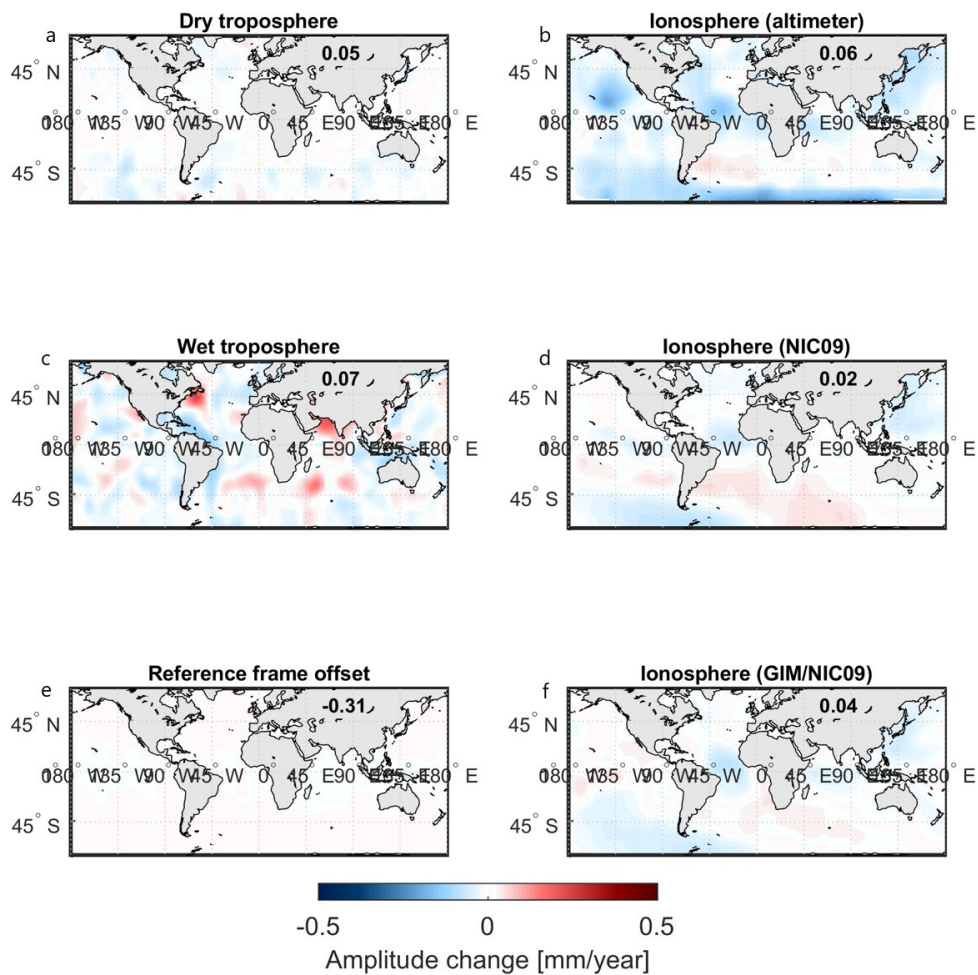 Dry troposphere
a
0.05
45° N
45° S
Ionosphere (altimeter)
b
0.06
45° N
45° S
Wet troposphere
c
0.07
45° N
45° S
Ionosphere (NIC09)
d
0.02
45° N
45° S
Reference frame offset
e
-0.31
45° N
45° S
Ionosphere (GIM/NIC09)
f
0.04
45° N
45° S
-0.5 0 0.5
Amplitude change [mm/year]